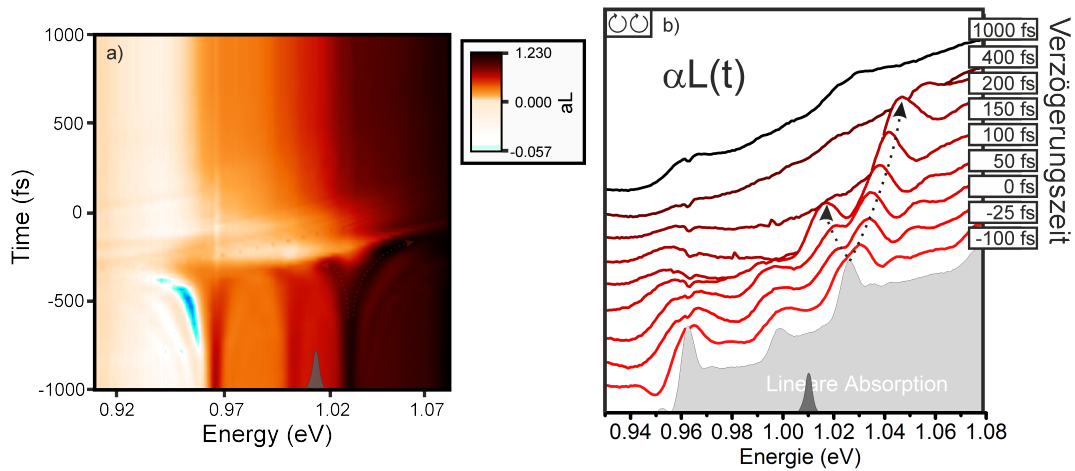 a)
1000
500
0
-500
-1000
Time (fs)
0.92 0.97 1.02 1.07
Energy (eV)
1.230
0.000
-0.057
aL
b)
αL(t)
1000 fs
400 fs
200 fs
150 fs
100 fs
50 fs
0 fs
-25 fs
-100 fs
Verzögerungszeit
Lineare Absorption
0.94 0.96 0.98 1.00 1.02 1.04 1.06 1.08
Energie (eV)